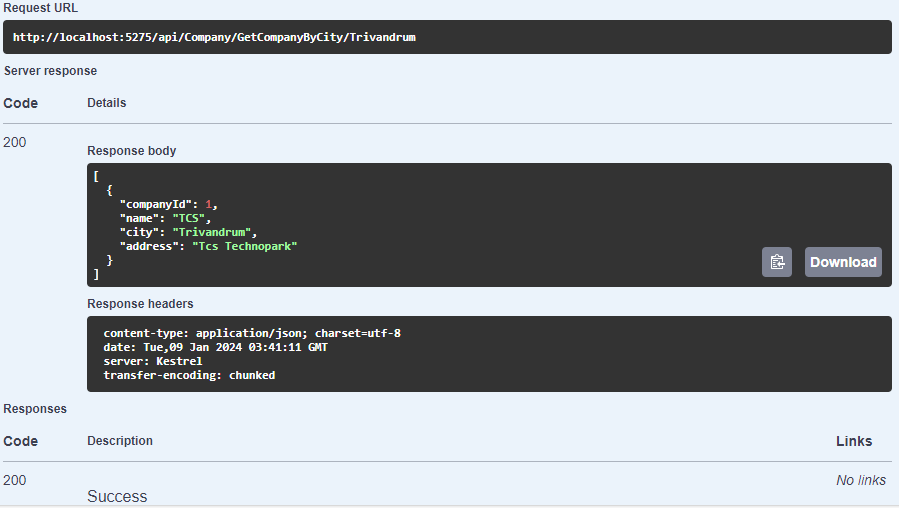 Request URL
http://localhost:5275/api/Company/GetCompanyByCity/Trivandrum
Server response
Code Details
200
Response body
[
{
"companyId": 1,
"name": "TCS",
"city": "Trivandrum",
"address": "Tcs Technopark"
}
]
Download
Response headers
content-type: application/json; charset=utf-8
date: Tue,09 Jan 2024 03:41:11 GMT
server: Kestrel
transfer-encoding: chunked
Responses
Code Description Links
200 No links
Success